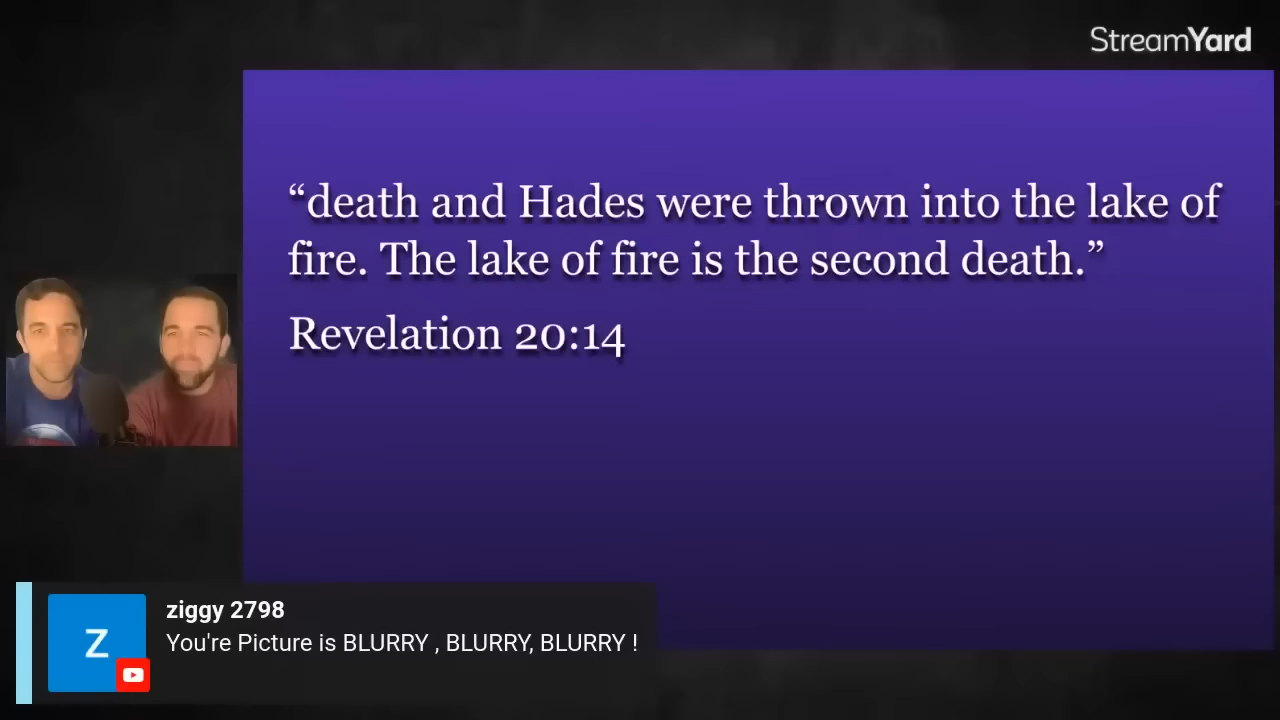 StreamYard
“death and Hades were thrown into the lake of
fire. The lake of fire is the second death.”
Revelation 20:14
Z
ziggy 2798
You're Picture is BLURRY , BLURRY, BLURRY !